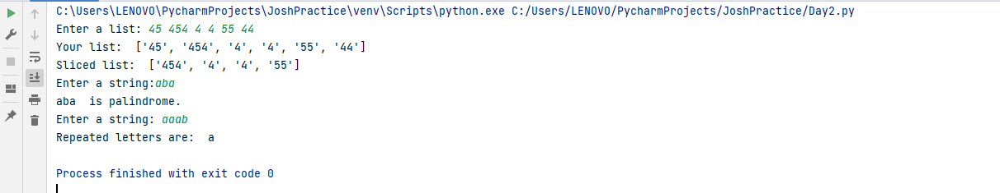 C:\Users\LENOVO\PycharmProjects\JoshPractice\venv\Scripts\python.exe C:/Users/LENOVO/PycharmProjects/JoshPractice/Day2.py
Enter a list: 45 454 4 4 55 44
Your list:  ['45', '454', '4', '4', '55', '44']
Sliced list:  ['454', '4', '4', '55']
Enter a string:aba
aba  is palindrome.
Enter a string: aaab
Repeated letters are:  a
Process finished with exit code 0